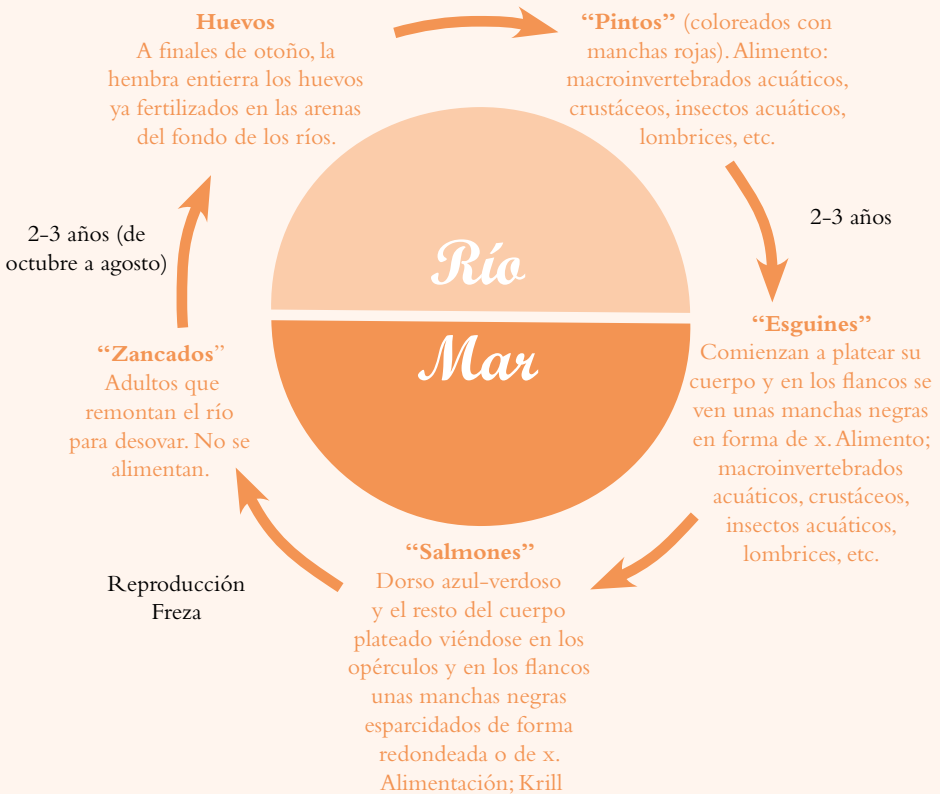 Huevos
A finales de otoño, la
hembra entierra los huevos
ya fertilizados en las arenas
del fondo de los ríos.
“Pintos” (coloreados con
manchas rojas). Alimento:
macroinvertebrados acuáticos,
crustáceos, insectos acuáticos,
lombrices, etc.
2-3 años
“Esguines”
Comienzan a platear su
cuerpo y en los flancos se
ven unas manchas negras
en forma de x. Alimento;
macroinvertebrados
acuáticos, crustáceos,
insectos acuáticos,
lombrices, etc.
“Salmones”
Dorso azul-verdoso
y el resto del cuerpo
plateado viéndose en los
opérculos y en los flancos
unas manchas negras
esparcidados de forma
redondeada o de x.
Alimentación; Krill
Reproducción
Freza
“Zancados”
Adultos que
remontan el río
para desovar. No se
alimentan.
2-3 años (de
octubre a agosto)
Río
Mar